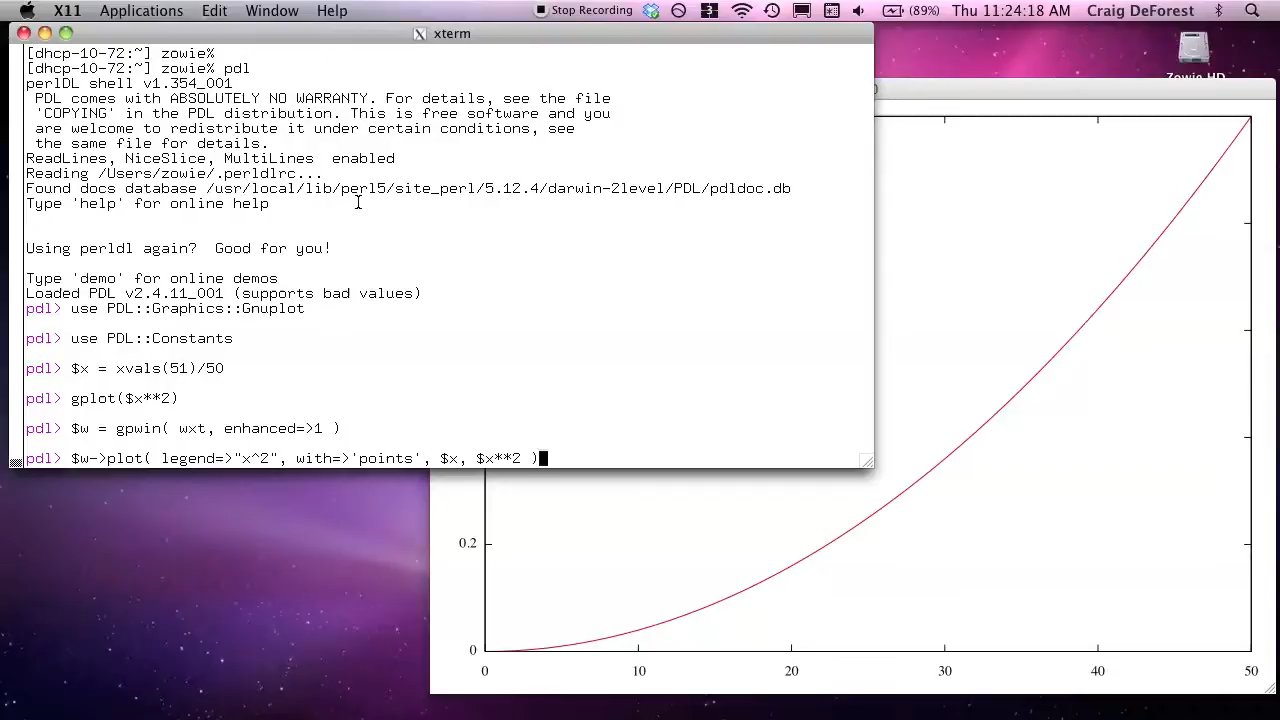 X11 Applications Edit Window Help Stop Recording (89%) Thu 11:24:18 AM Craig DeForest
xterm
Zowie HD
[dhcp-10-72:~] zowie%
[dhcp-10-72:~] zowie% pdl
perlDL shell v1.354_001
PDL comes with ABSOLUTELY NO WARRANTY. For details, see the file
'COPYING' in the PDL distribution. This is free software and you
are welcome to redistribute it under certain conditions, see
the same file for details.
ReadLines, NiceSlice, MultiLines  enabled
Reading /Users/zowie/.perldlrc...
Found docs database /usr/local/lib/perl5/site_perl/5.12.4/darwin-2level/PDL/pdldoc.db
Type 'help' for online help
Using perldl again?  Good for you!
Type 'demo' for online demos
Loaded PDL v2.4.11_001 (supports bad values)
pdl> use PDL::Graphics::Gnuplot
pdl> use PDL::Constants
pdl> $x = xvals(51)/50
pdl> gplot($x**2)
pdl> $w = gpwin( wxt, enhanced=>1 )
pdl> $w->plot( legend=>"x^2", with=>'points', $x, $x**2 )
0.2
0
0 10 20 30 40 50